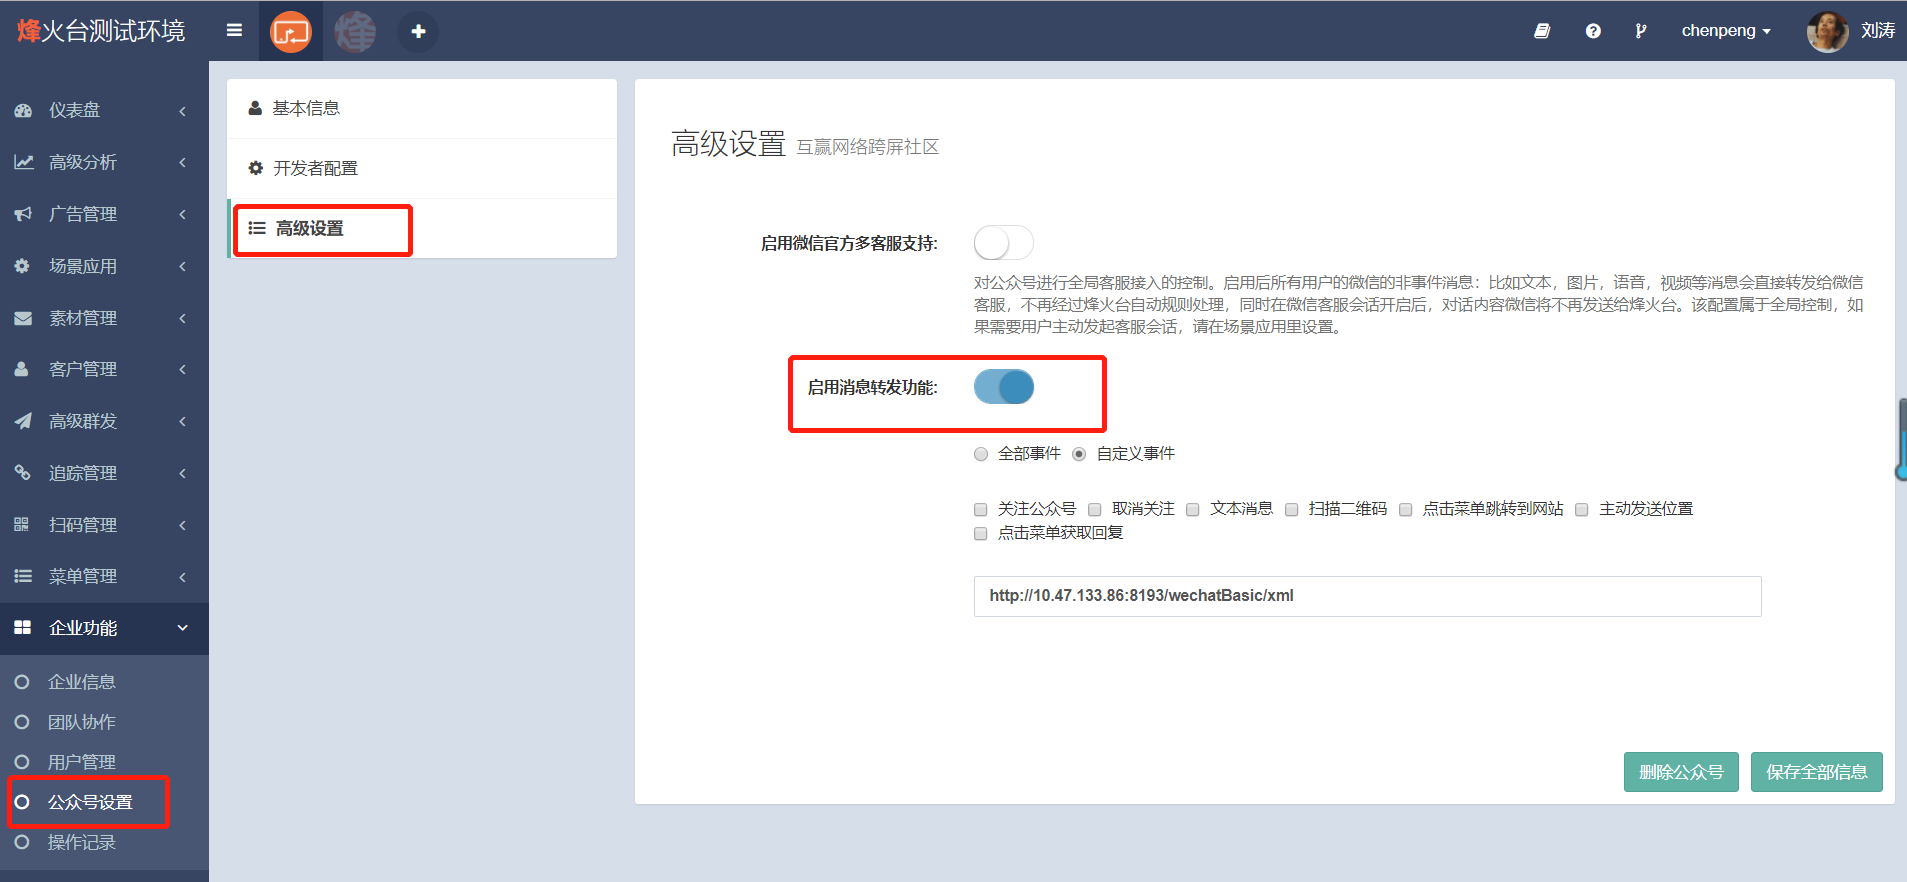 烽火台测试环境
烽
chenpeng
刘涛
仪表盘
高级分析
广告管理
场景应用
素材管理
客户管理
高级群发
追踪管理
扫码管理
菜单管理
企业功能
企业信息
团队协作
用户管理
公众号设置
操作记录
基本信息
开发者配置
高级设置
高级设置 互赢网络跨屏社区
启用微信官方多客服支持:
对公众号进行全局客服接入的控制。启用后所有用户的微信的非事件消息：比如文本，图片，语音，视频等消息会直接转发给微信
客服，不再经过烽火台自动规则处理，同时在微信客服会话开启后，对话内容微信将不再发送给烽火台。该配置属于全局控制，如
果需要用户主动发起客服会话，请在场景应用里设置。
启用消息转发功能:
全部事件 自定义事件
关注公众号 取消关注 文本消息 扫描二维码 点击菜单跳转到网站 主动发送位置
点击菜单获取回复
http://10.47.133.86:8193/wechatBasic/xml
删除公众号 保存全部信息